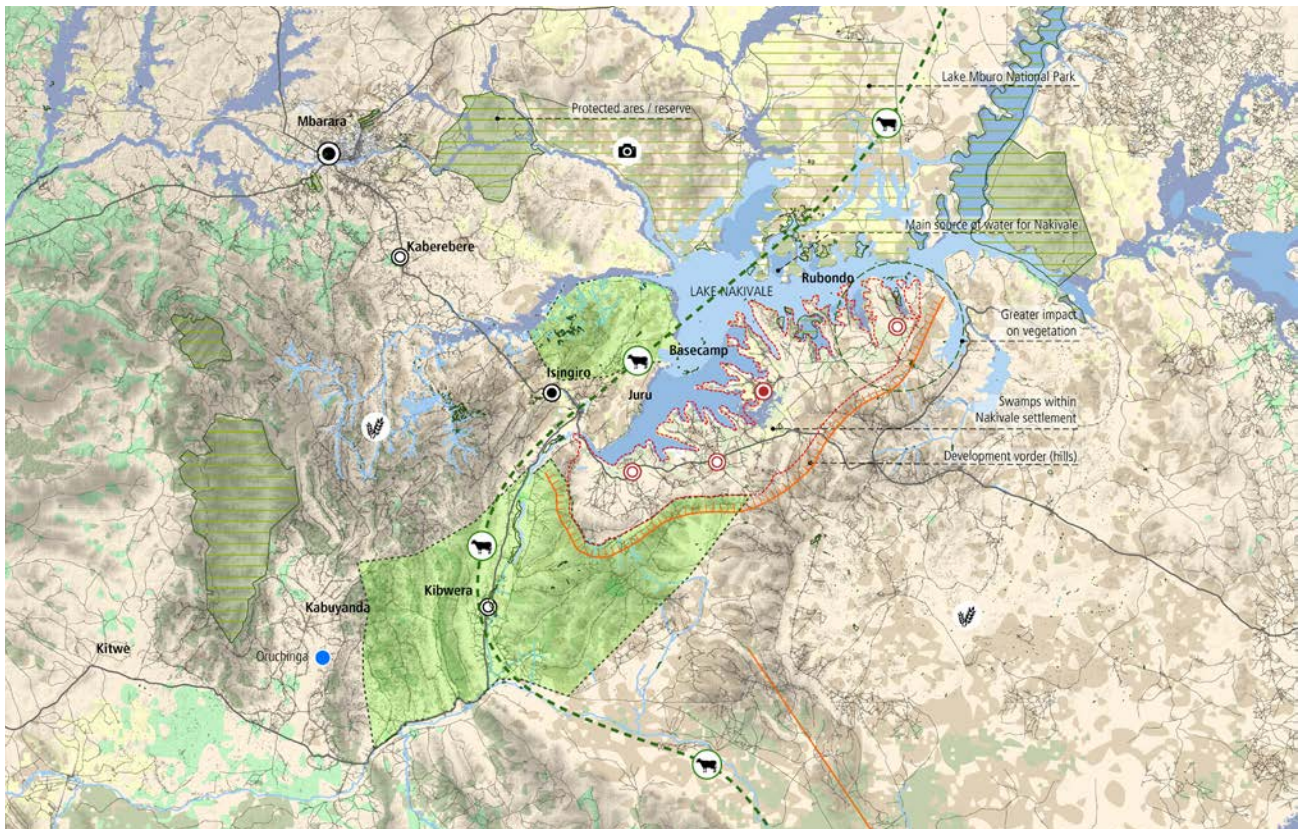 Lake Mburo National Park
Protected ares / reserve
Mbarara
Main source of water for Nakivale
Kaberebere
Rubondo
LAKE NAKIVALE
Greater impact
on vegetation
Basecamp
Isingiro
Juru
Swamps within
Nakivale settlement
Development vorder (hills)
Kibwera
Kabuyanda
Kitwe
Oruchinga